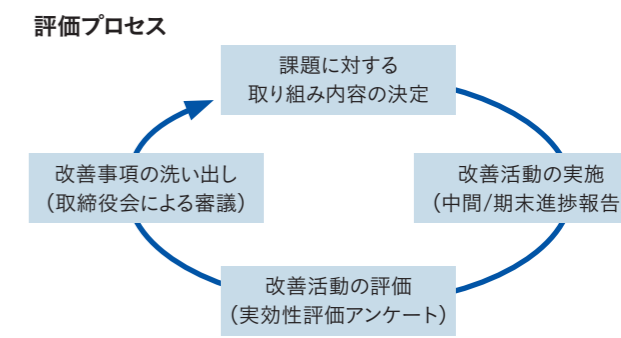 評価プロセス
課題に対する
取り組み内容の決定
改善事項の洗い出し
（取締役会による審議）
改善活動の実施
（中間/期末進捗報告
改善活動の評価
（実効性評価アンケート）